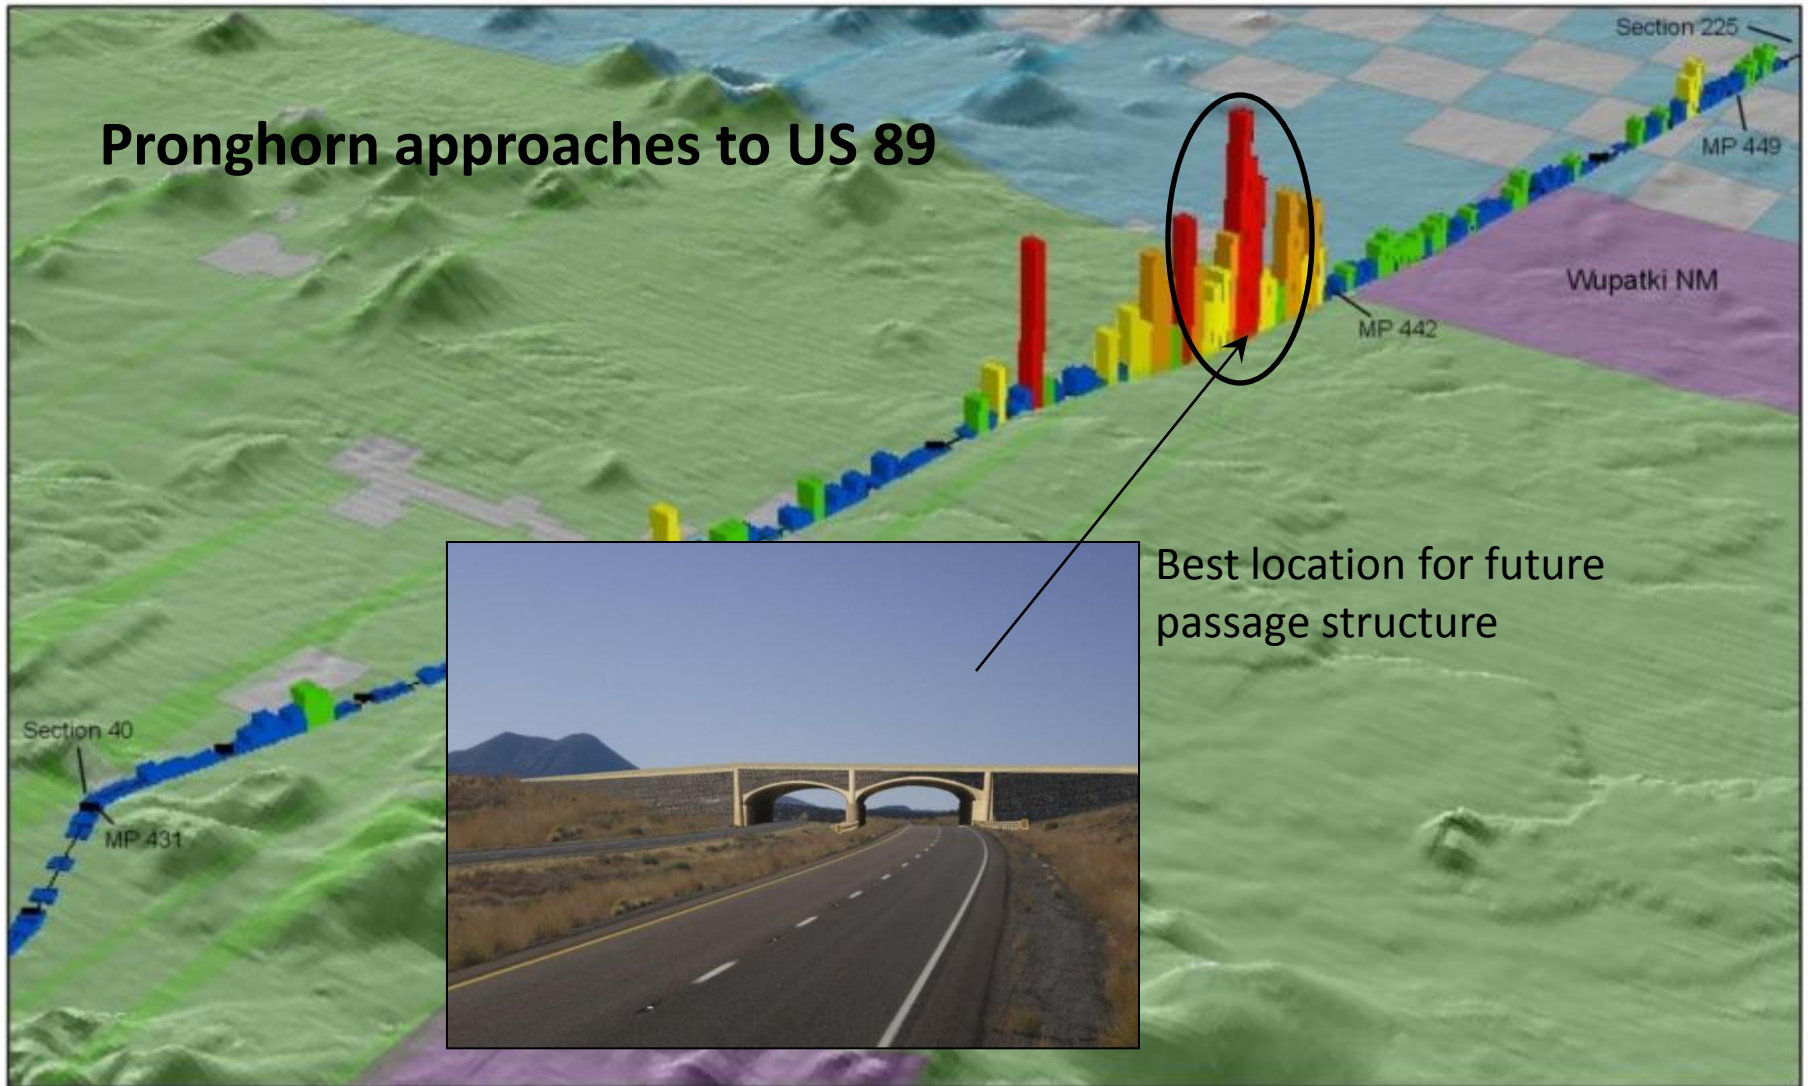 Section 225
Pronghorn approaches to US 89
MP 449
Wupatki NM
MP 442
Best location for future
passage structure
Section 40
MP 431